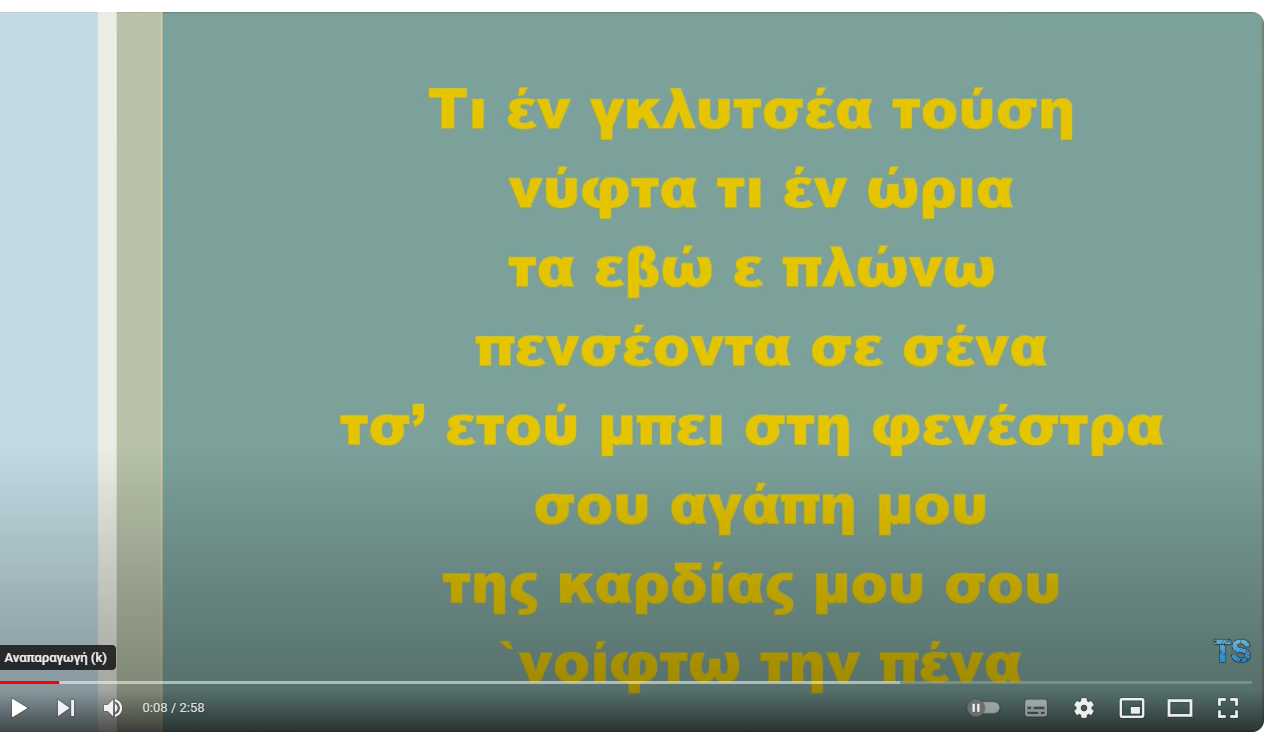 Τι έν γκλυτσέα τούση
νύφτα τι έν ώρια
τα εβώ ε πλώνω
πενσέοντα σε σένα
τσ’ ετού μπει στη φενέστρα
σου αγάπη μου
της καρδίας μου σου
`νοίφτω την πένα
TS
Αναπαραγωγή (k)
0:08 / 2:58